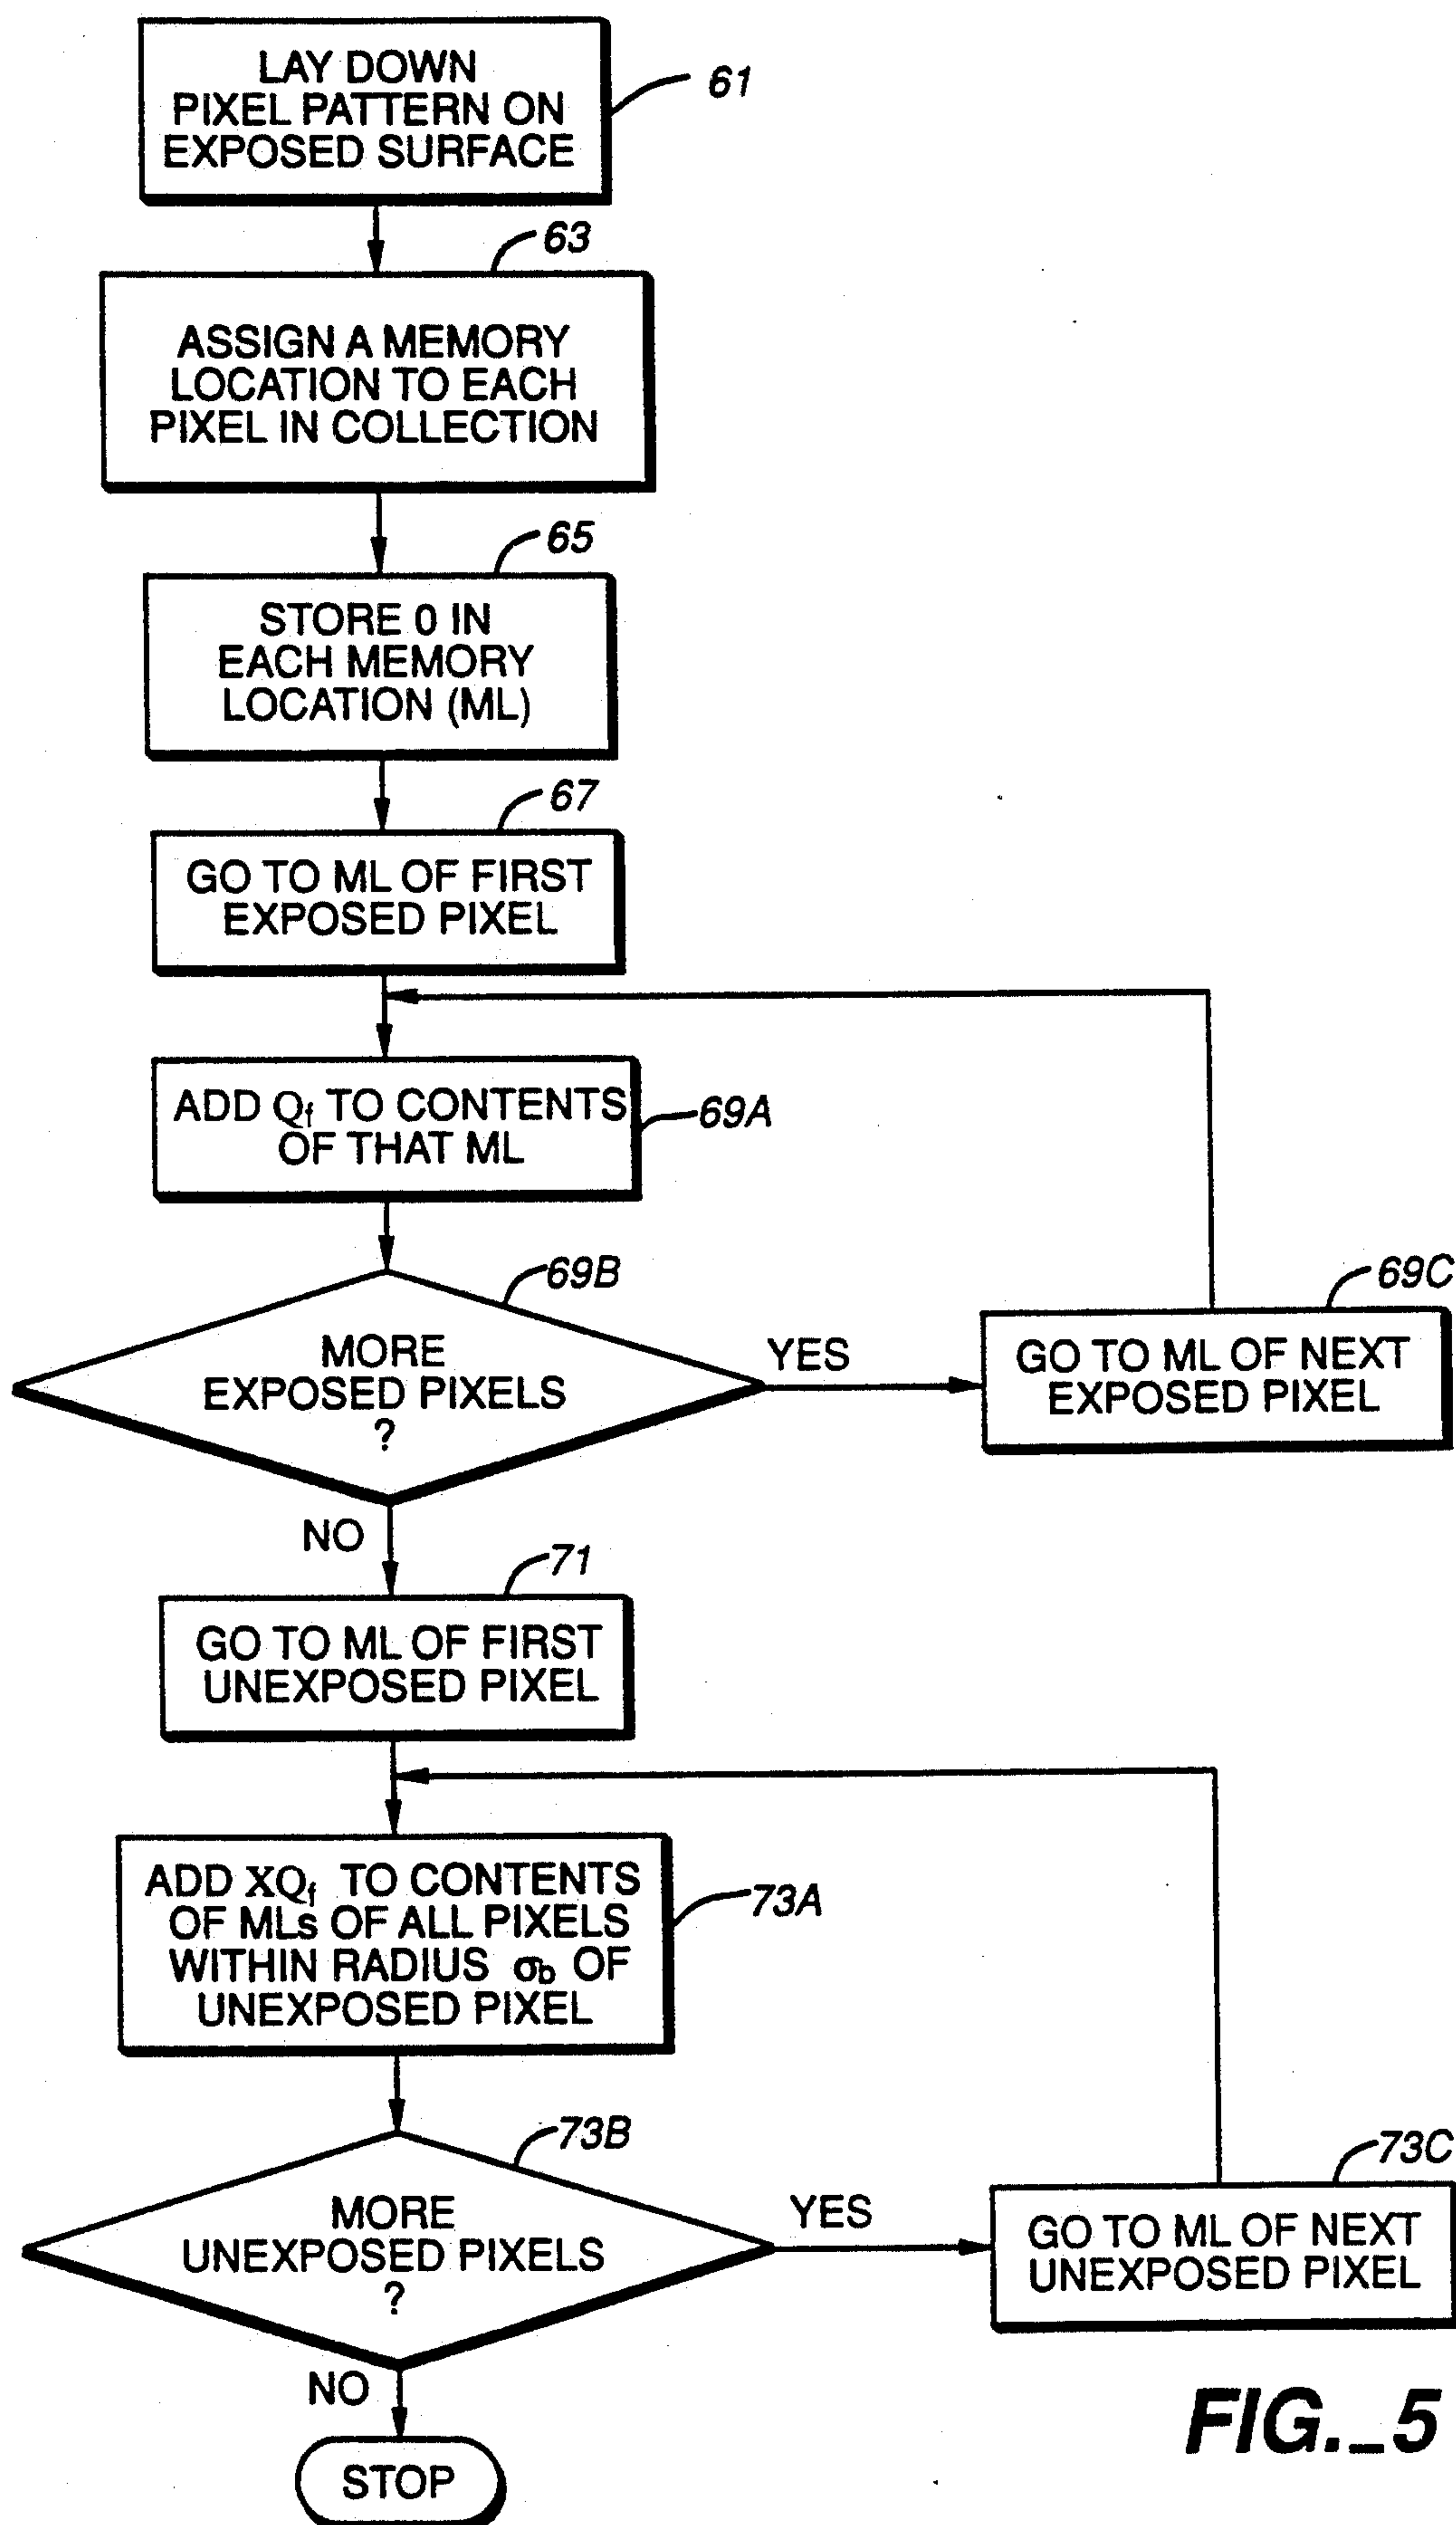 LAY DOWN
PIXEL PATTERN ON
EXPOSED SURFACE
61
63
ASSIGN A MEMORY
LOCATION TO EACH
PIXEL IN COLLECTION
65
STORE 0 IN
EACH MEMORY
LOCATION (ML)
67
GO TO ML OF FIRST
EXPOSED PIXEL
ADD Qf TO CONTENTS
OF THAT ML
69A
69B
MORE
EXPOSED PIXELS
?
YES
69C
GO TO ML OF NEXT
EXPOSED PIXEL
NO
71
GO TO ML OF FIRST
UNEXPOSED PIXEL
ADD XQf TO CONTENTS
OF MLs OF ALL PIXELS
WITHIN RADIUS σb OF
UNEXPOSED PIXEL
73A
73B
MORE
UNEXPOSED PIXELS
?
YES
73C
GO TO ML OF NEXT
UNEXPOSED PIXEL
NO
STOP
FIG._5